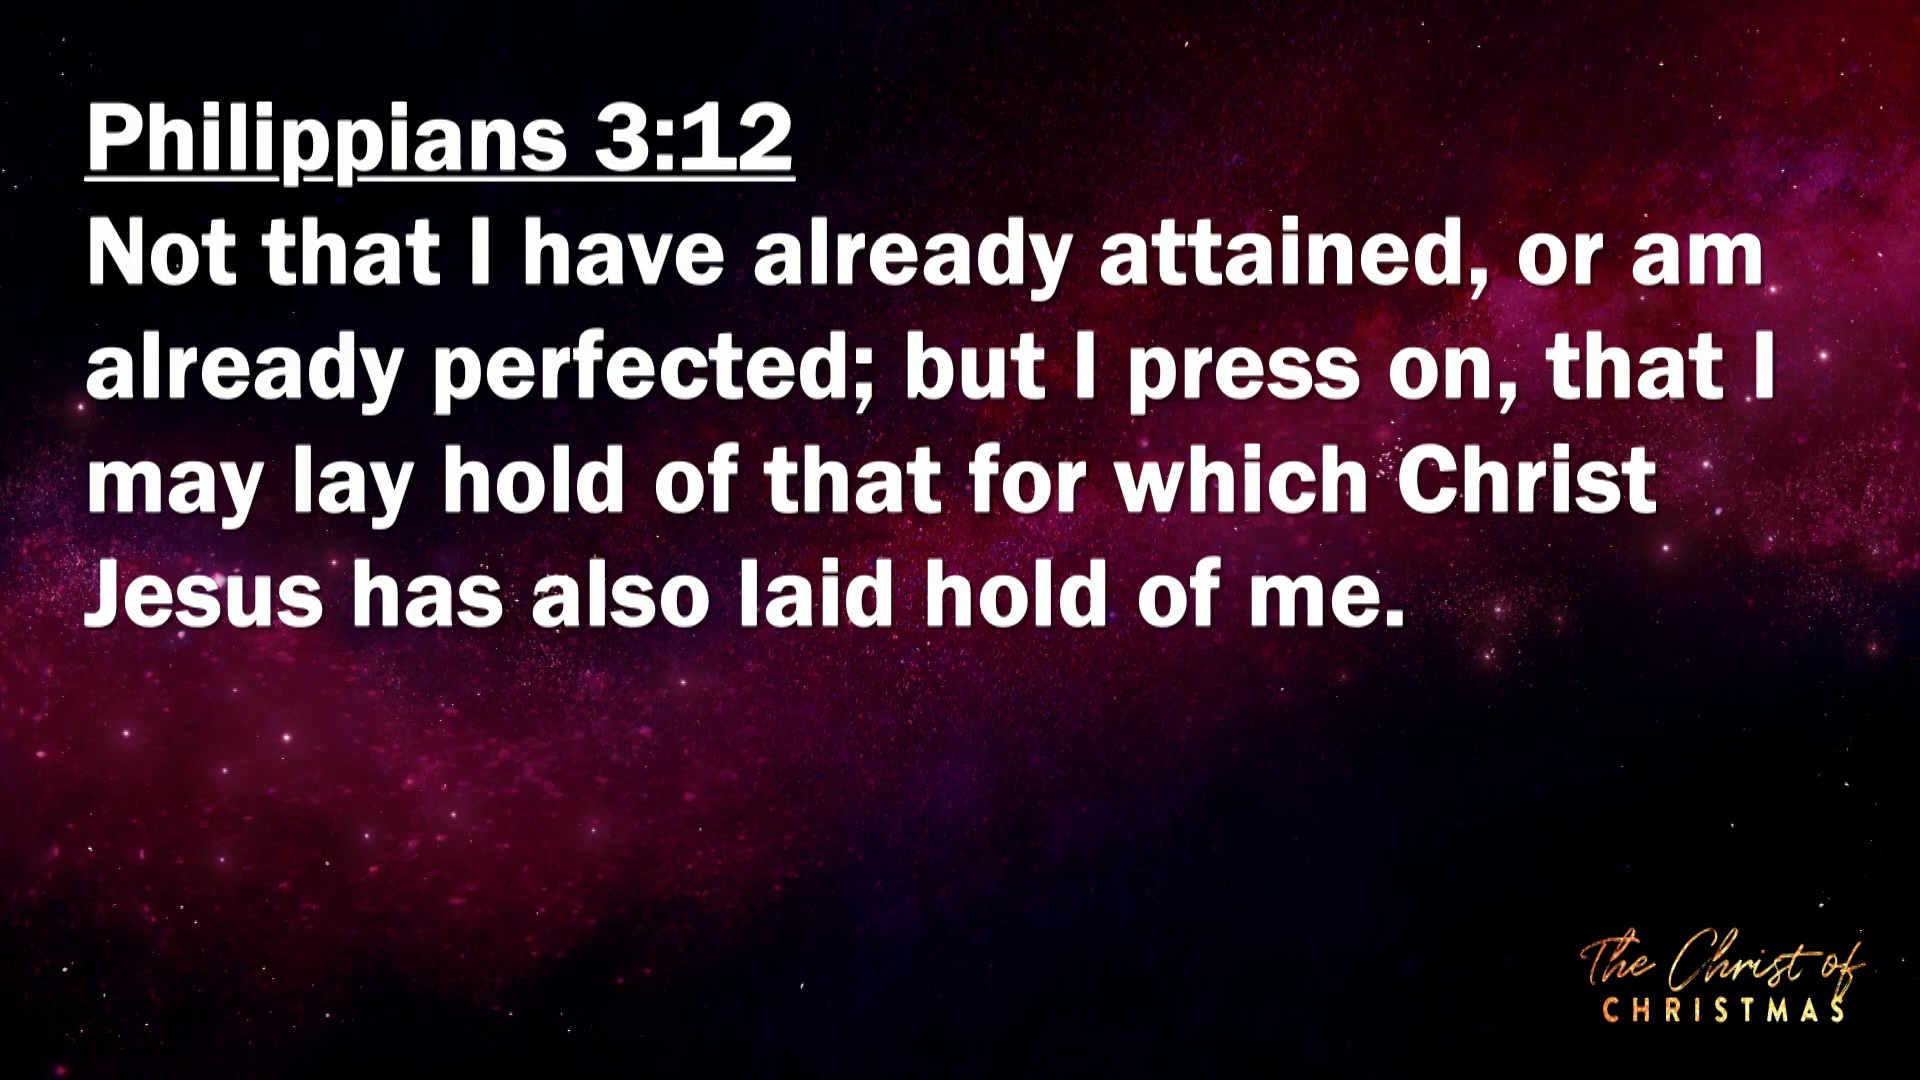 Philippians 3:12
Not that I have already attained, or am
already perfected; but I press on, that I
may lay hold of that for which Christ
Jesus has also laid hold of me.
The Christ of
CHRISTMAS